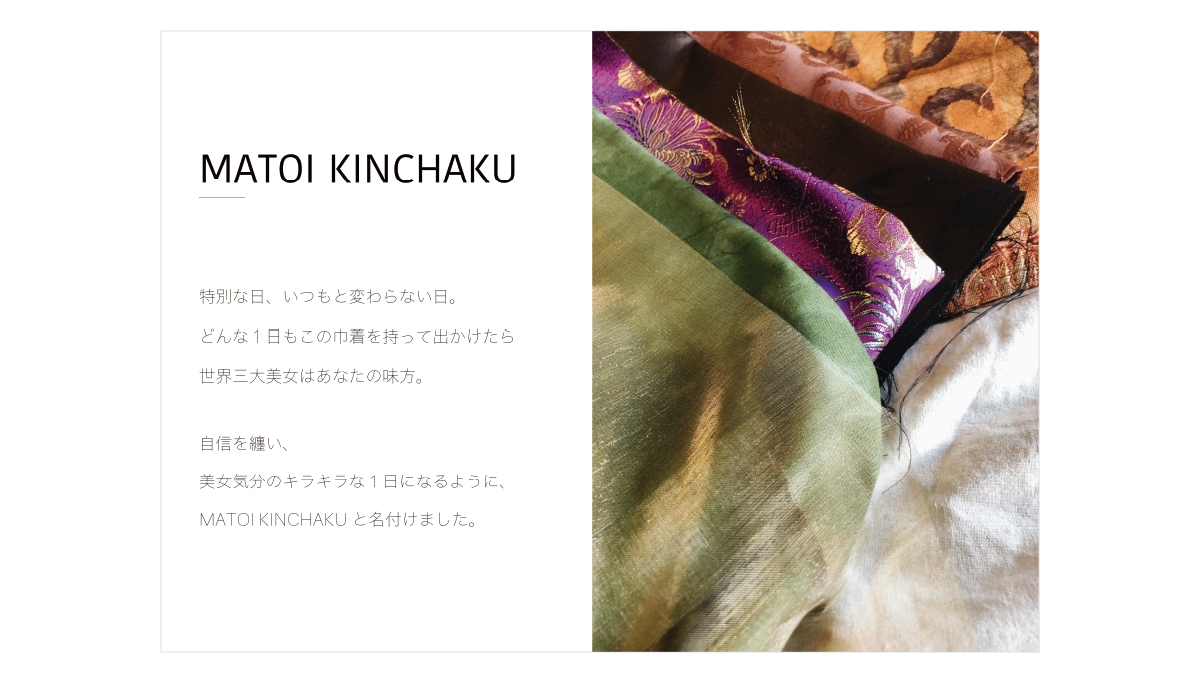 MATOI KINCHAKU
特別な日、いつもと変わらない日。
どんな１日もこの巾着を持って出かけたら
世界三大美女はあなたの味方。
自信を纏い、
美女気分のキラキラな１日になるように、
MATOI KINCHAKU と名付けました。